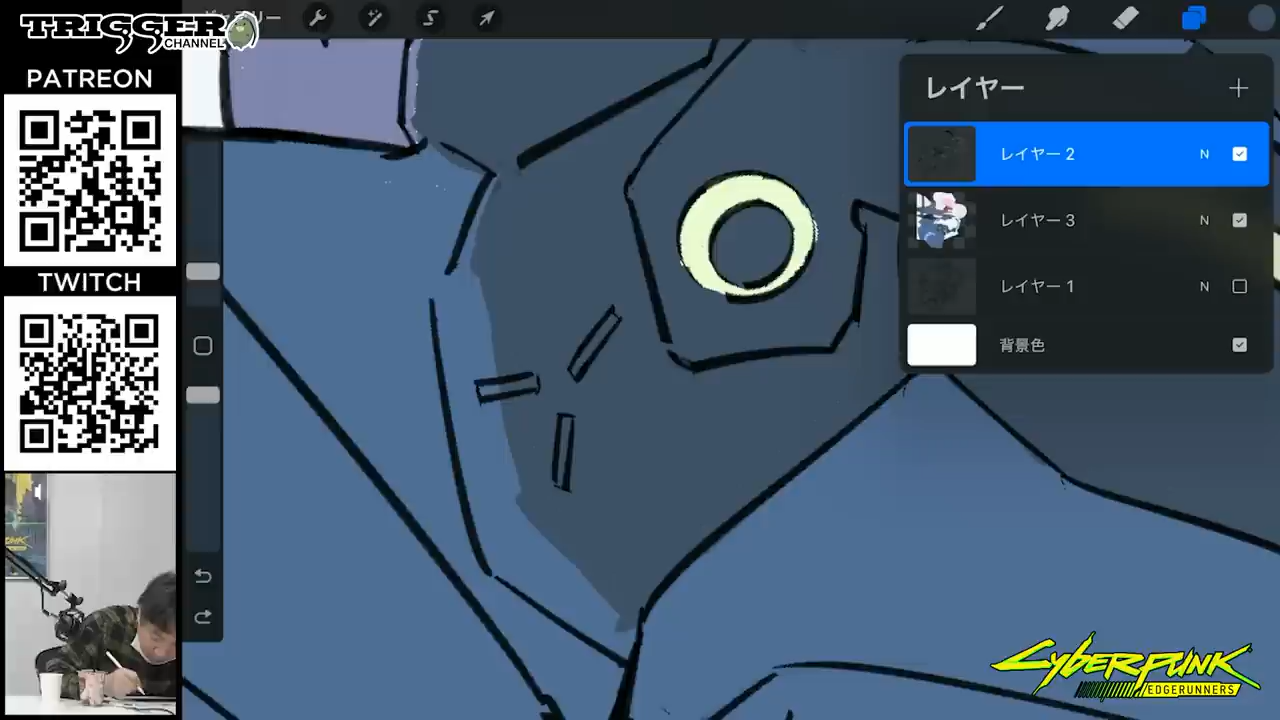 TRIGGER
CHANNEL
PATREON
TWITCH
レイヤー
レイヤー 2 N
レイヤー 3 N
レイヤー 1 N
背景色
CYBERPUNK
EDGERUNNERS